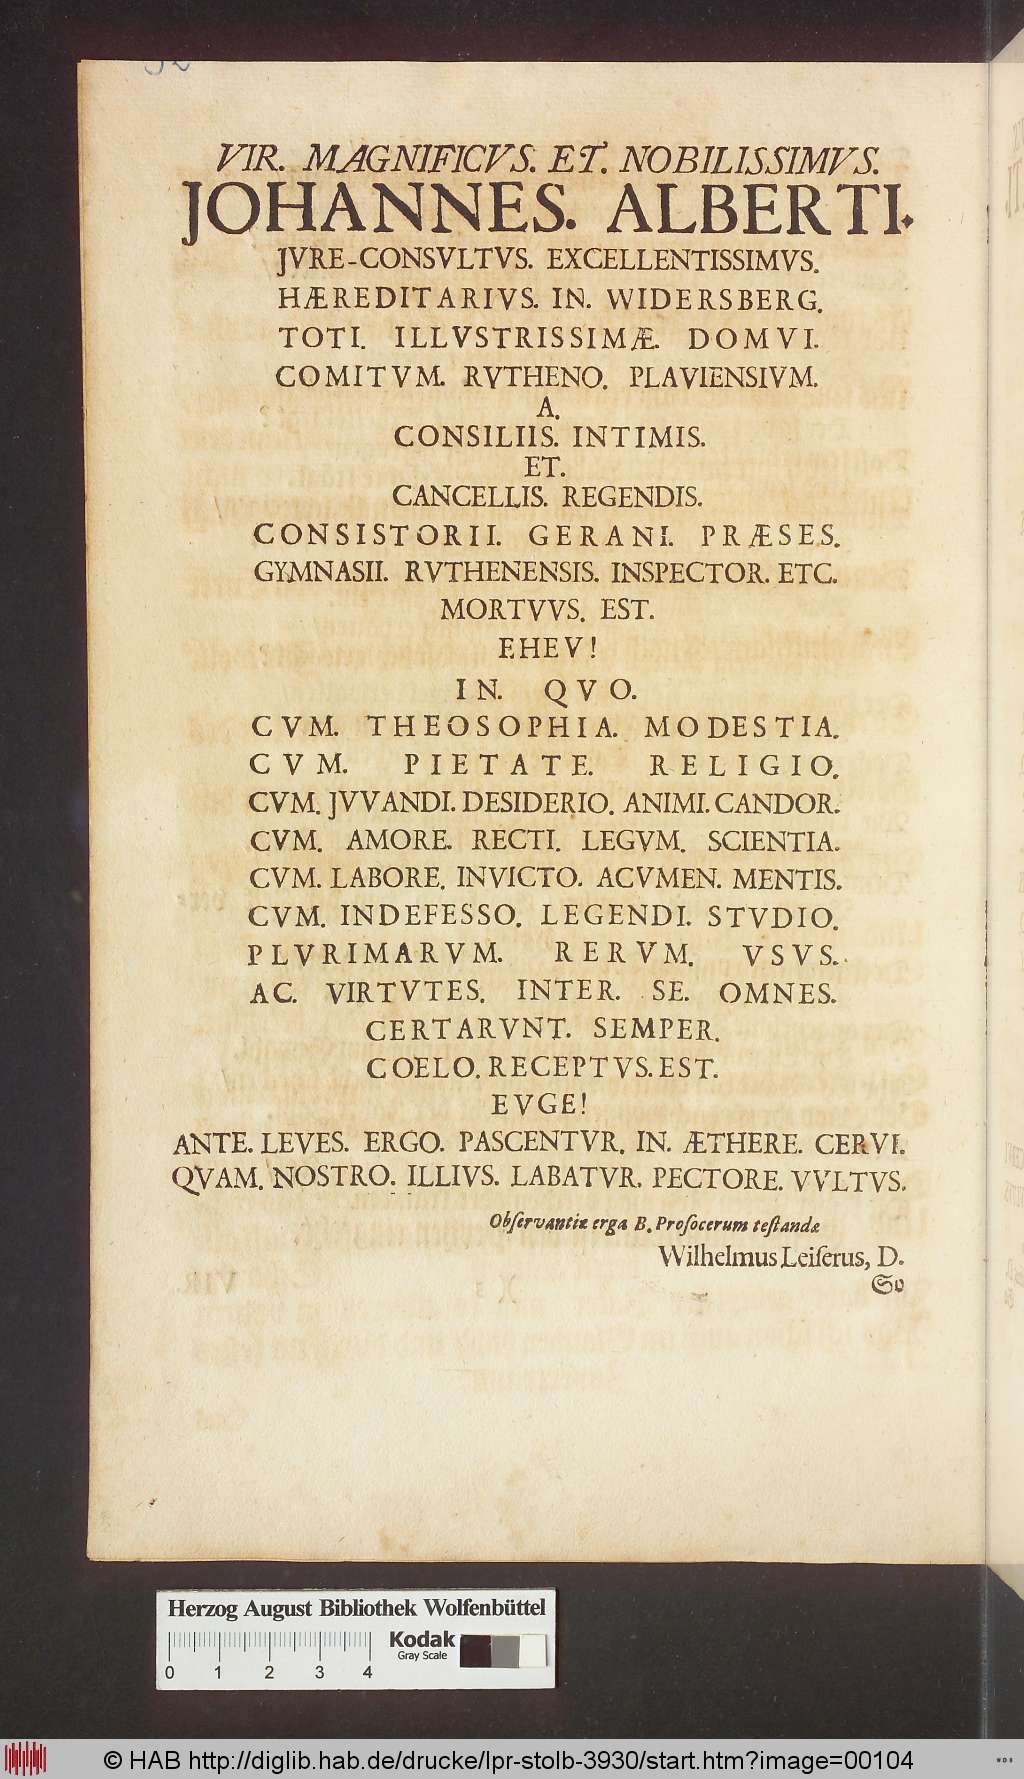 VIR. MAGNIFICVS. ET. NOBILISSIMVS.
JOHANNES. ALBERTI.
JVRE-CONSVLTVS. EXCELLENTISSIMVS.
HÆREDITARIVS. IN. WIDERSBERG.
TOTI. ILLVSTRISSIMÆ. DOMVI.
COMITVM. RVTHENO. PLAVIENSIVM.
A.
CONSILIIS. INTIMIS.
ET.
CANCELLIS. REGENDIS.
CONSISTORII. GERANI. PRÆSES.
GYMNASII. RVTHENENSIS. INSPECTOR. ETC.
MORTVVS. EST.
EHEV!
IN. QVO.
CVM. THEOSOPHIA. MODESTIA.
CVM. PIETATE. RELIGIO.
CVM. JVVANDI. DESIDERIO. ANIMI. CANDOR.
CVM. AMORE. RECTI. LEGVM. SCIENTIA.
CVM. LABORE. INVICTO. ACVMEN. MENTIS.
CVM. INDEFESSO. LEGENDI. STVDIO.
PLVRIMARVM. RERVM. VSVS.
AC. VIRTVTES. INTER. SE. OMNES.
CERTARVNT. SEMPER.
COELO. RECEPTVS. EST.
EVGE!
ANTE. LEVES. ERGO. PASCENTVR. IN. ÆTHERE. CERVI.
QVAM. NOSTRO. ILLIVS. LABATVR. PECTORE. VVLTVS.
Obſervantiæ erga B. Proſocerum teſtandæ
Wilhelmus Leiſerus, D.
So
Herzog August Bibliothek Wolfenbüttel
Kodak
Gray Scale
0 1 2 3 4
© HAB http://diglib.hab.de/drucke/lpr-stolb-3930/start.htm?image=00104